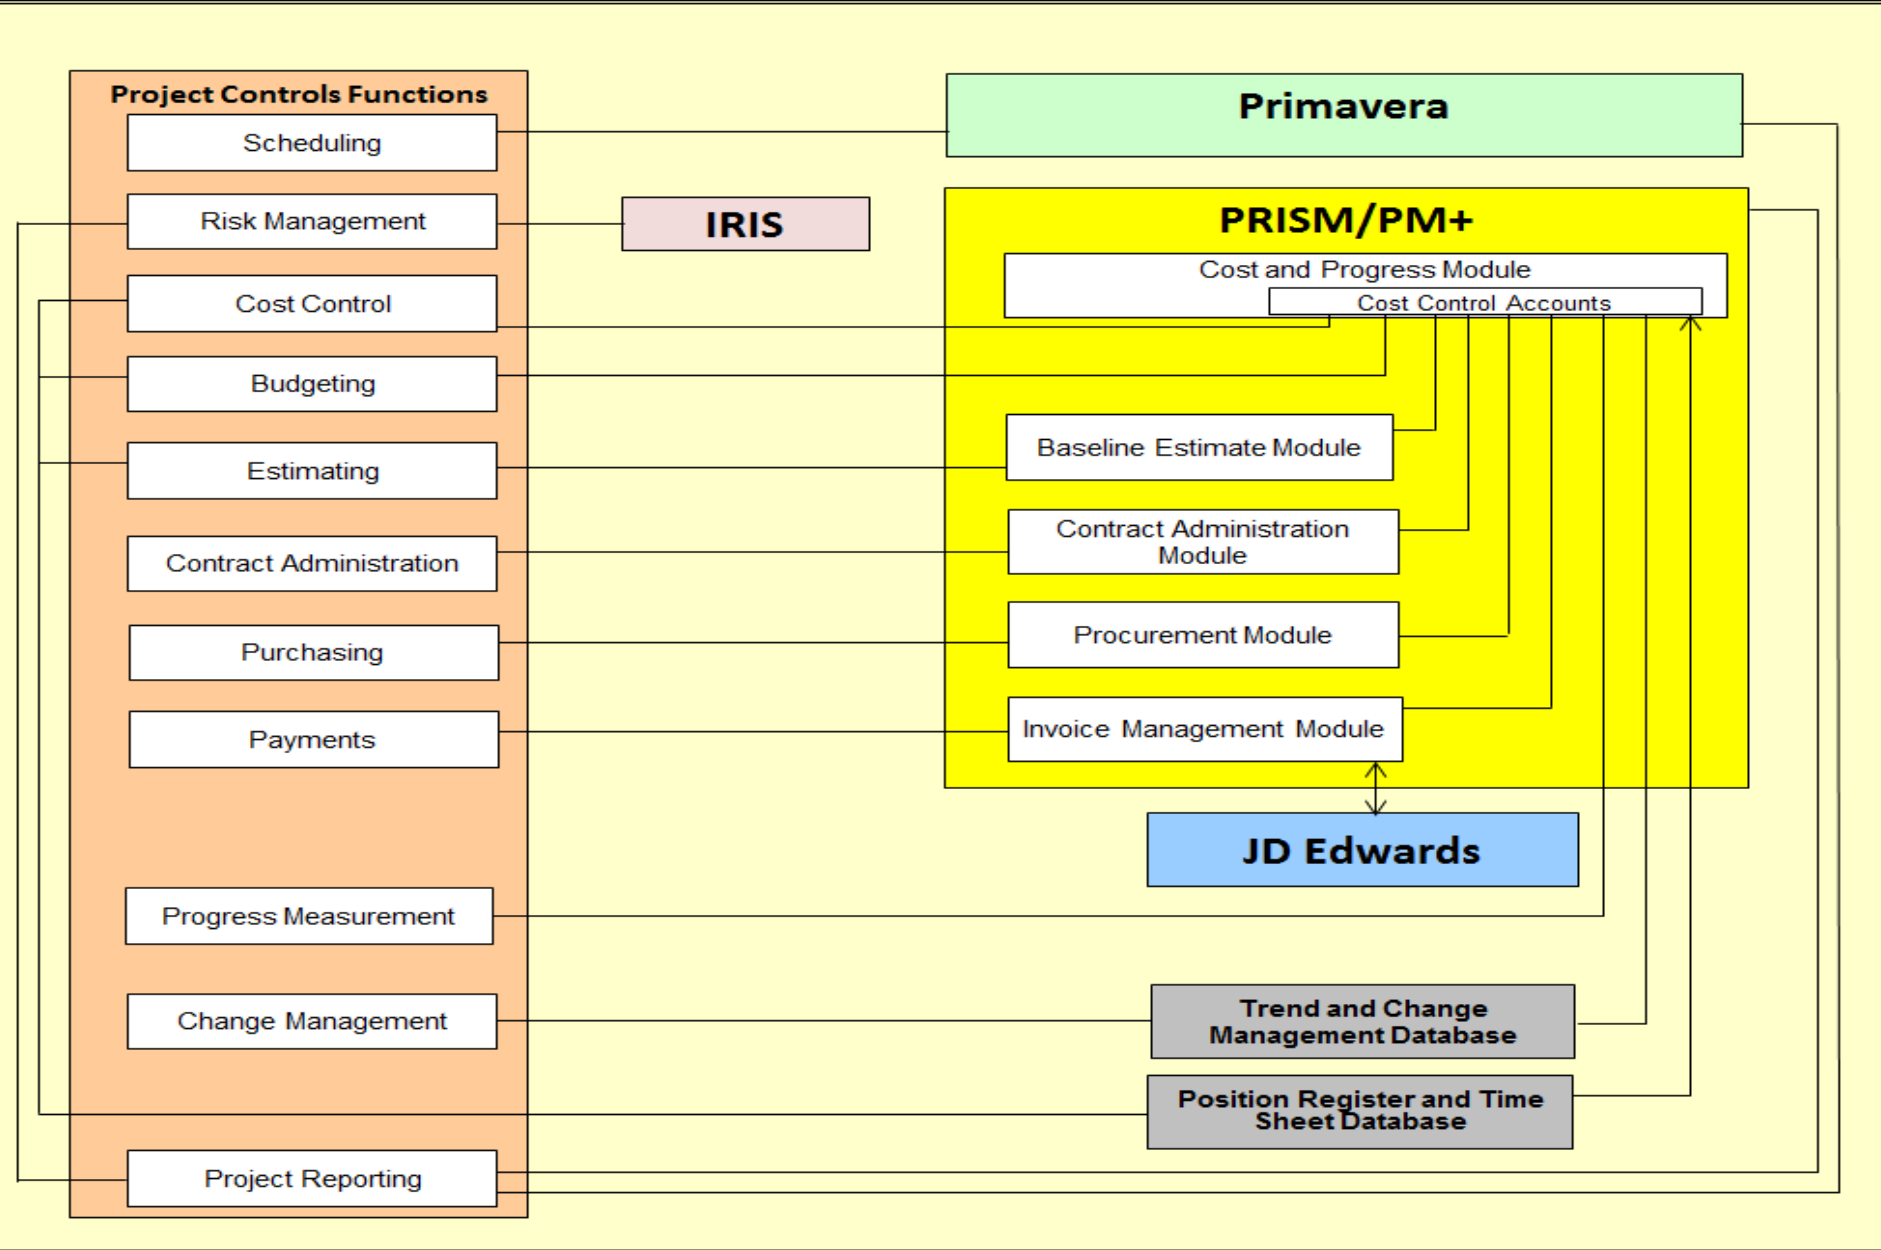 Project Controls Functions
Scheduling
Risk Management
Cost Control
Budgeting
Estimating
Contract Administration
Purchasing
Payments
Progress Measurement
Change Management
Project Reporting
IRIS
Primavera
PRISM/PM+
Cost and Progress Module
Cost Control Accounts
Baseline Estimate Module
Contract Administration
Module
Procurement Module
Invoice Management Module
JD Edwards
Trend and Change
Management Database
Position Register and Time
Sheet Database